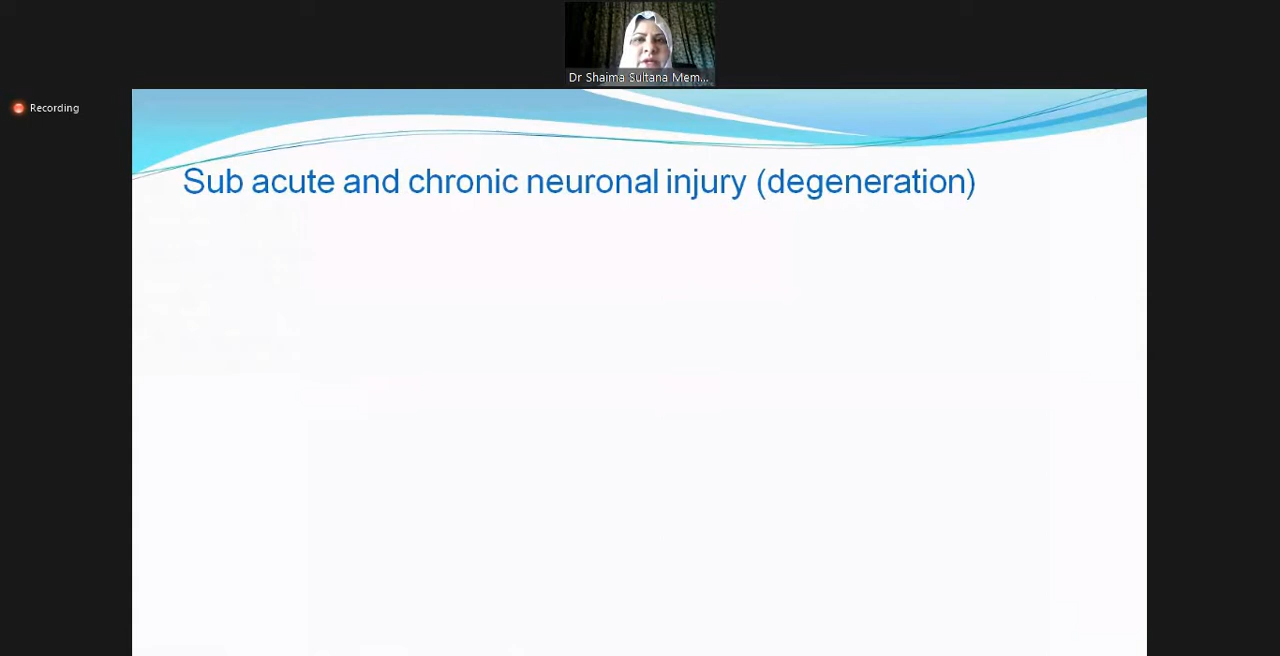 Dr Shaima Sultana Mem...
Recording
Sub acute and chronic neuronal injury (degeneration)